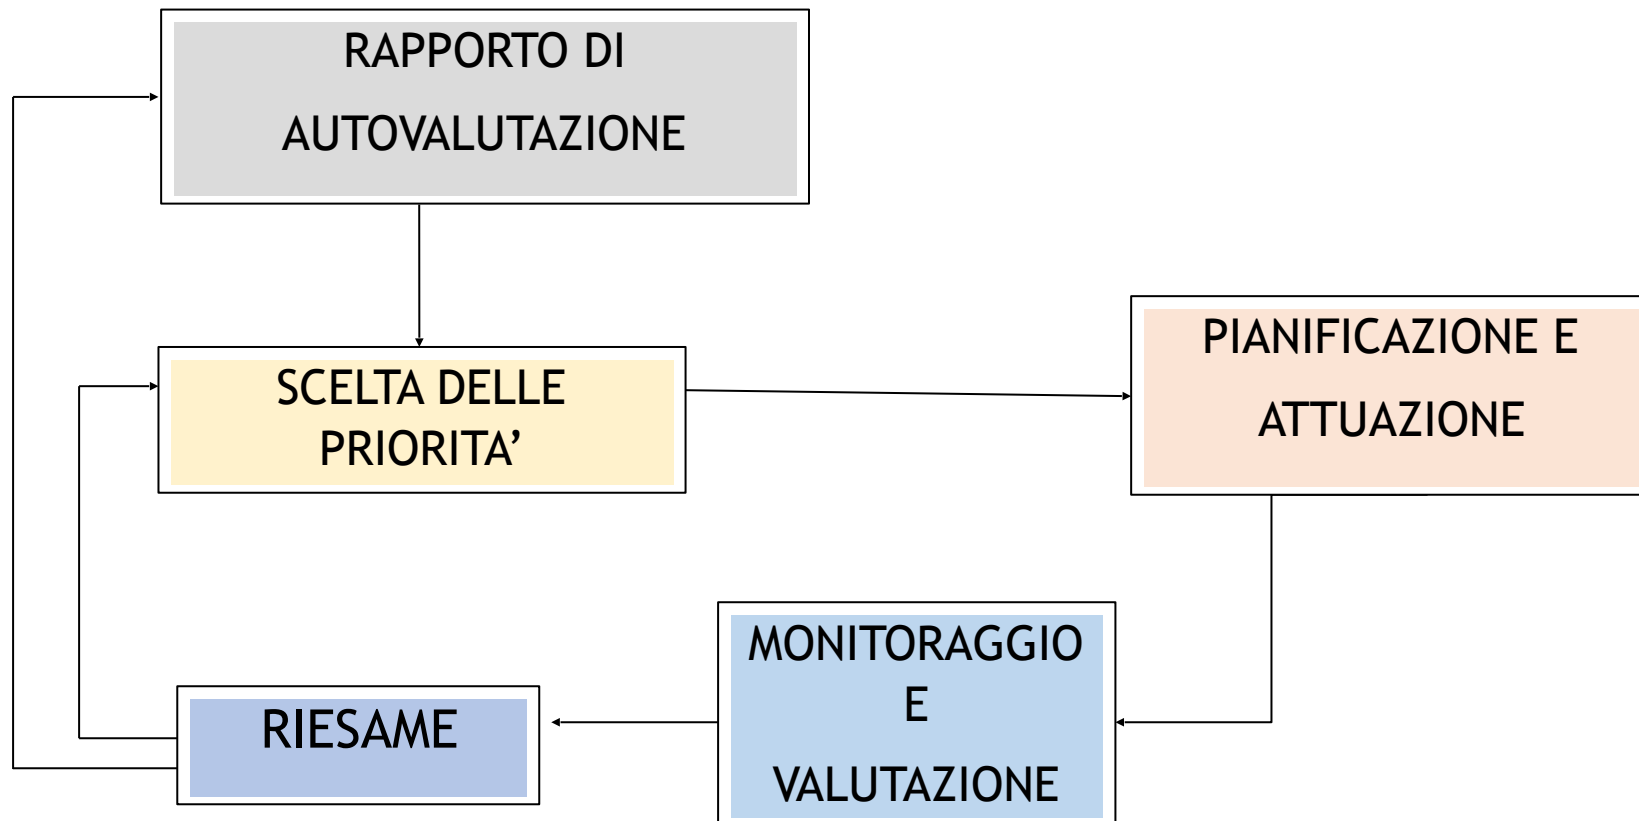 RAPPORTO DI
AUTOVALUTAZIONE
SCELTA DELLE
PRIORITA’
PIANIFICAZIONE E
ATTUAZIONE
MONITORAGGIO
E
VALUTAZIONE
RIESAME